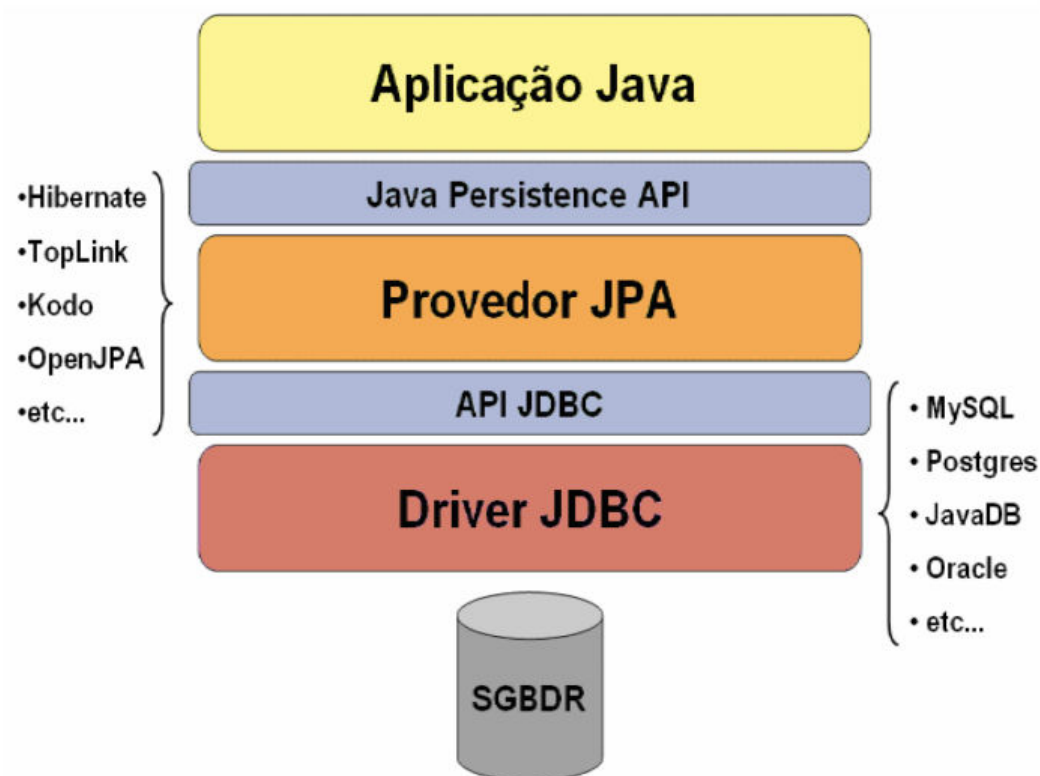 Aplicação Java
Java Persistence API
•Hibernate
•TopLink
•Kodo
•OpenJPA
•etc...
Provedor JPA
API JDBC
Driver JDBC
• MySQL
• Postgres
• JavaDB
• Oracle
• etc...
SGBDR